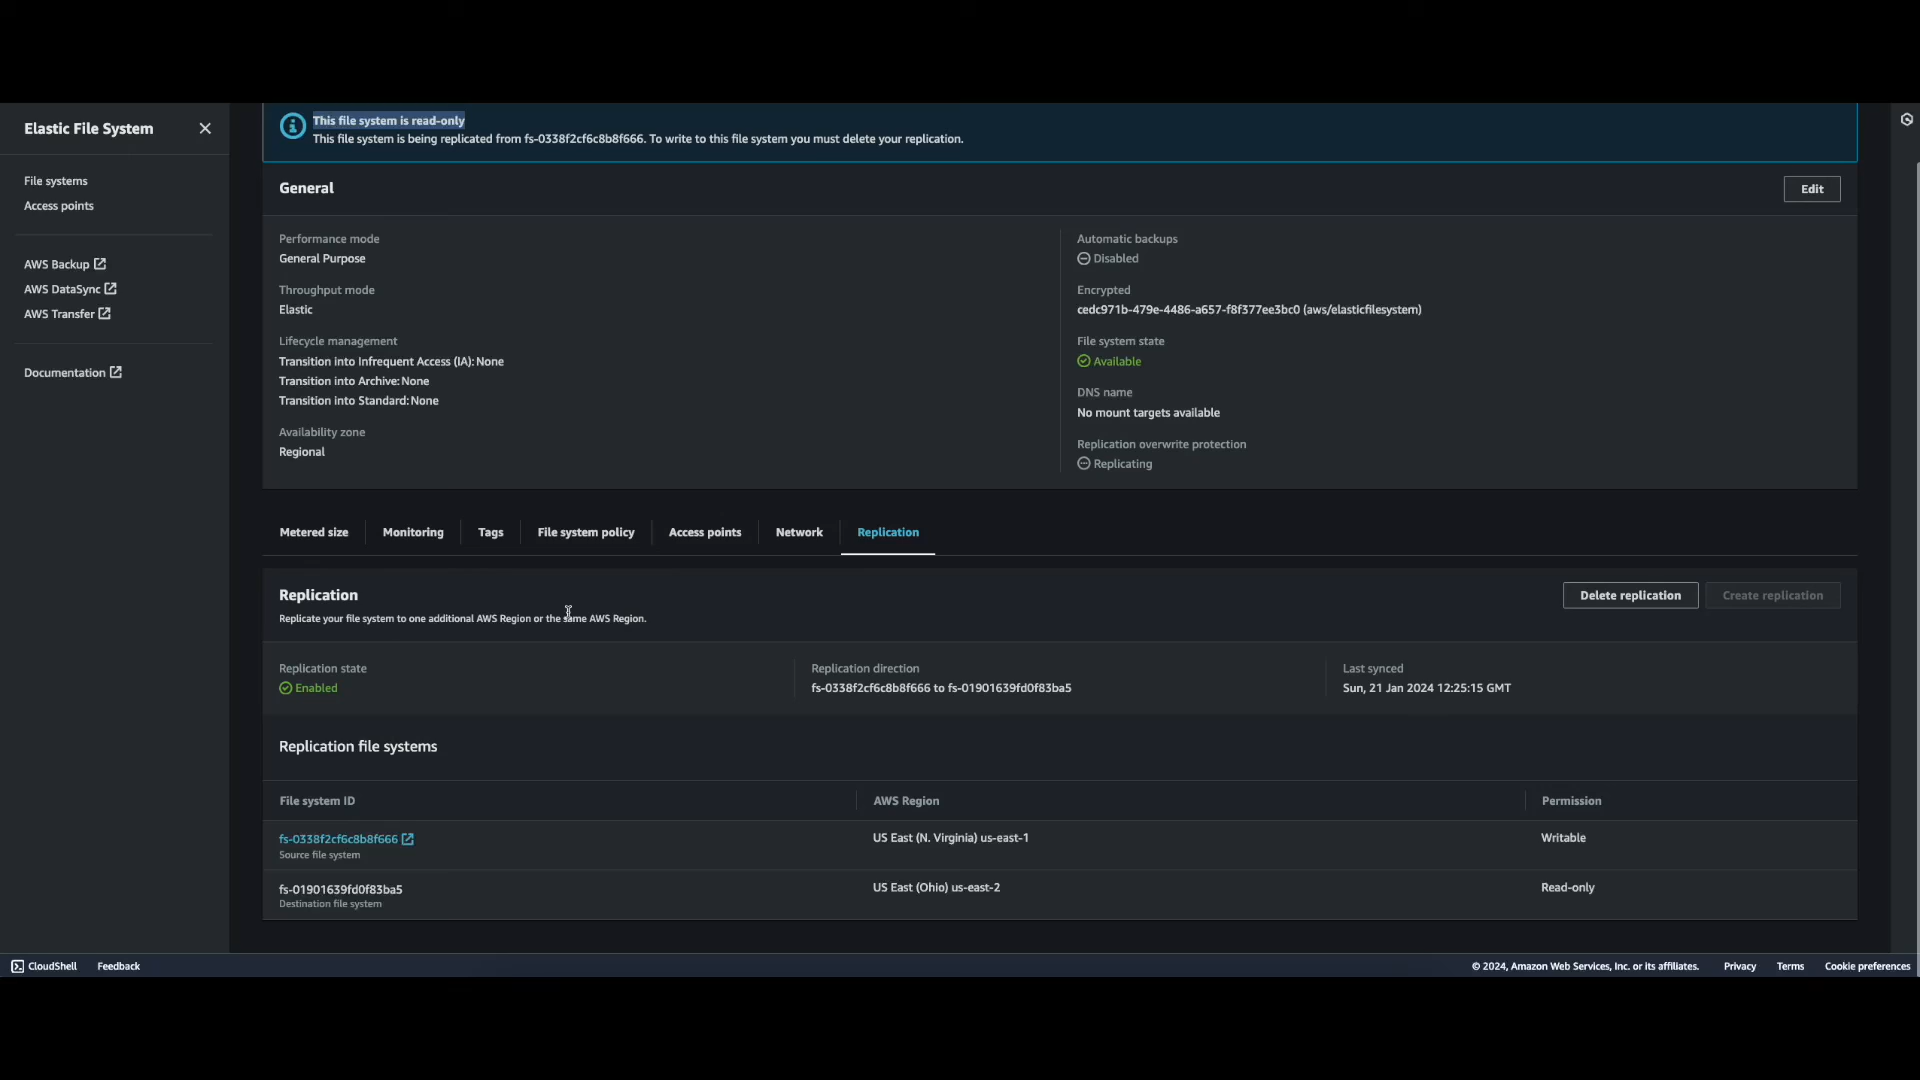 This file system is read-only
Elastic File System
This file system is being replicated from fs-0338f2cf6c8b8f666. To write to this file system you must delete your replication.
File systems
Access points
AWS Backup
AWS DataSync
AWS Transfer
Documentation
General
Edit
Performance mode
General Purpose
Throughput mode
Elastic
Lifecycle management
Transition into Infrequent Access (IA): None
Transition into Archive: None
Transition into Standard: None
Availability zone
Regional
Automatic backups
Disabled
Encrypted
cedc971b-479e-4486-a657-f8f377ee3bc0 (aws/elasticfilesystem)
File system state
Available
DNS name
No mount targets available
Replication overwrite protection
Replicating
Metered size Monitoring Tags File system policy Access points Network Replication
Replication
Delete replication Create replication
Replicate your file system to one additional AWS Region or the same AWS Region.
Replication state
Enabled
Replication direction
fs-0338f2cf6c8b8f666 to fs-01901639fd0f83ba5
Last synced
Sun, 21 Jan 2024 12:25:15 GMT
Replication file systems
File system ID AWS Region Permission
fs-0338f2cf6c8b8f666 US East (N. Virginia) us-east-1 Writable
Source file system
fs-01901639fd0f83ba5 US East (Ohio) us-east-2 Read-only
Destination file system
CloudShell Feedback © 2024, Amazon Web Services, Inc. or its affiliates. Privacy Terms Cookie preferences